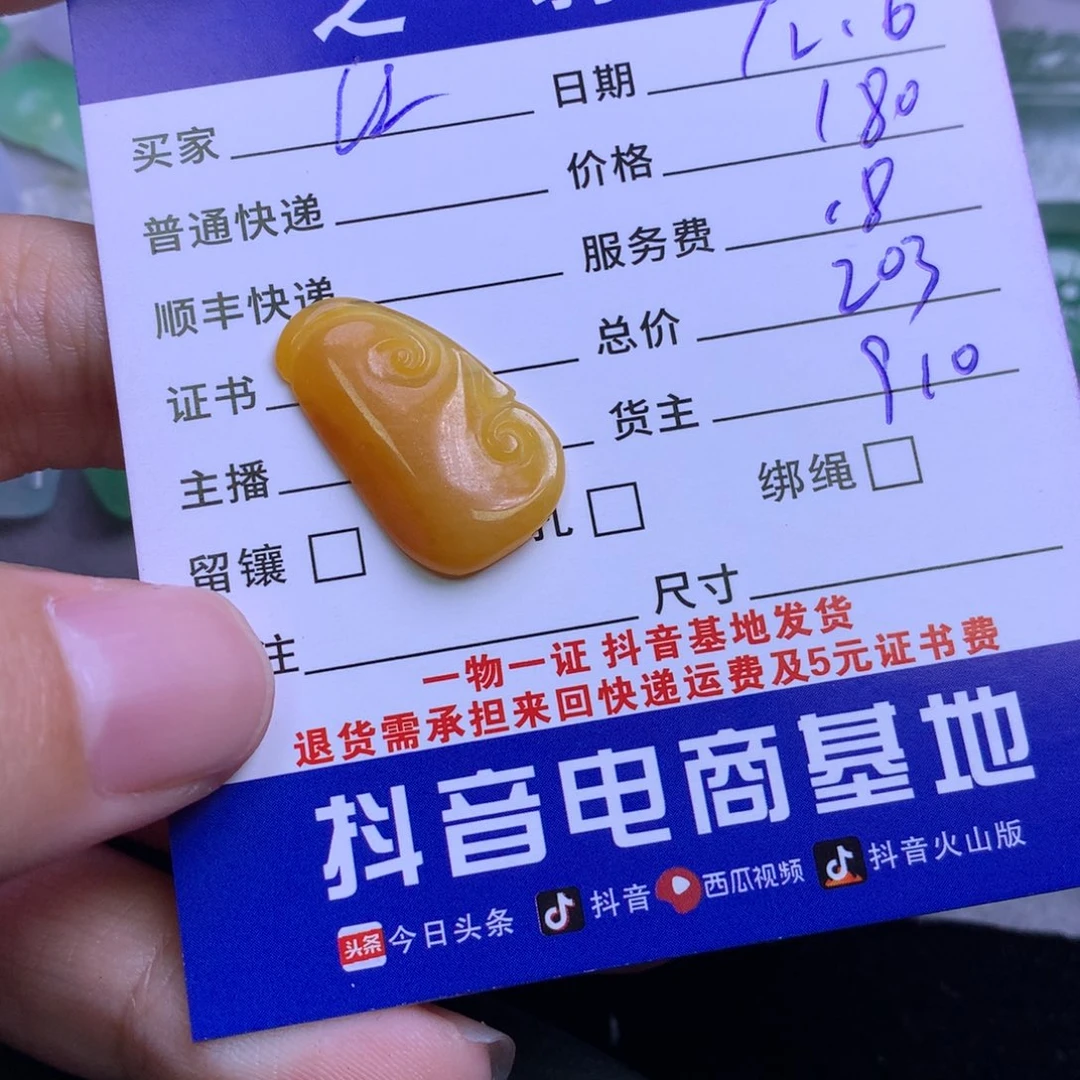 之
买家 日期 12.6
普通快递 价格 180
顺丰快递 服务费 .8
证书 总价 203
主播 货主 910
留镶 孔 绑绳
注 尺寸
一物一证 抖音基地发货
退货需承担来回快递运费及5元证书费
抖音电商基地
头条 今日头条 抖音 西瓜视频 抖音火山版